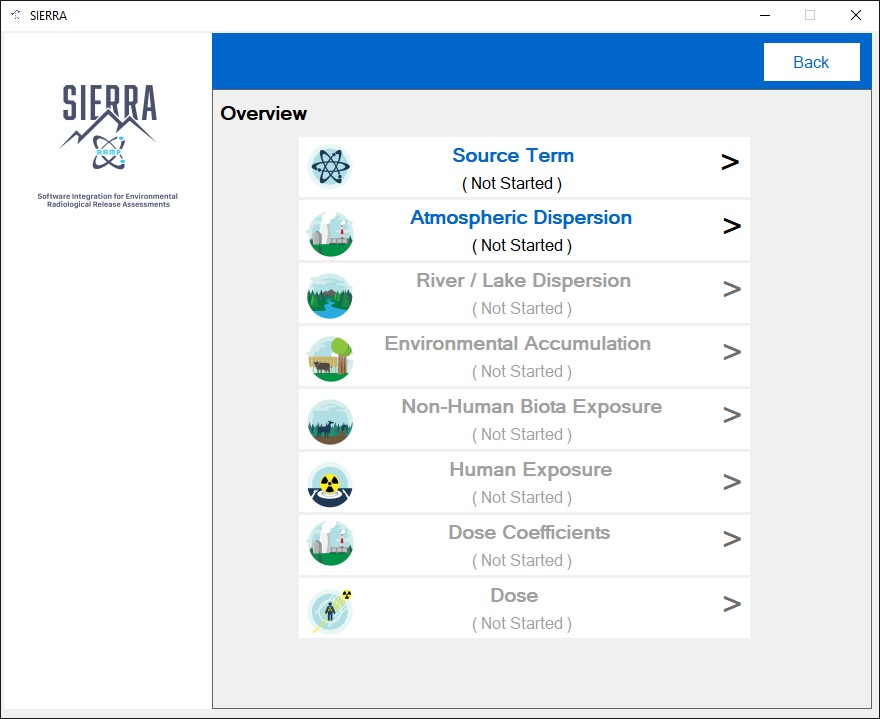 SIERRA
Back
SIERRA
RAMP
Software Integration for Environmental
Radiological Release Assessments
Overview
Source Term
( Not Started )
>
Atmospheric Dispersion
( Not Started )
>
River / Lake Dispersion
( Not Started )
>
Environmental Accumulation
( Not Started )
>
Non-Human Biota Exposure
( Not Started )
>
Human Exposure
( Not Started )
>
Dose Coefficients
( Not Started )
>
Dose
( Not Started )
>